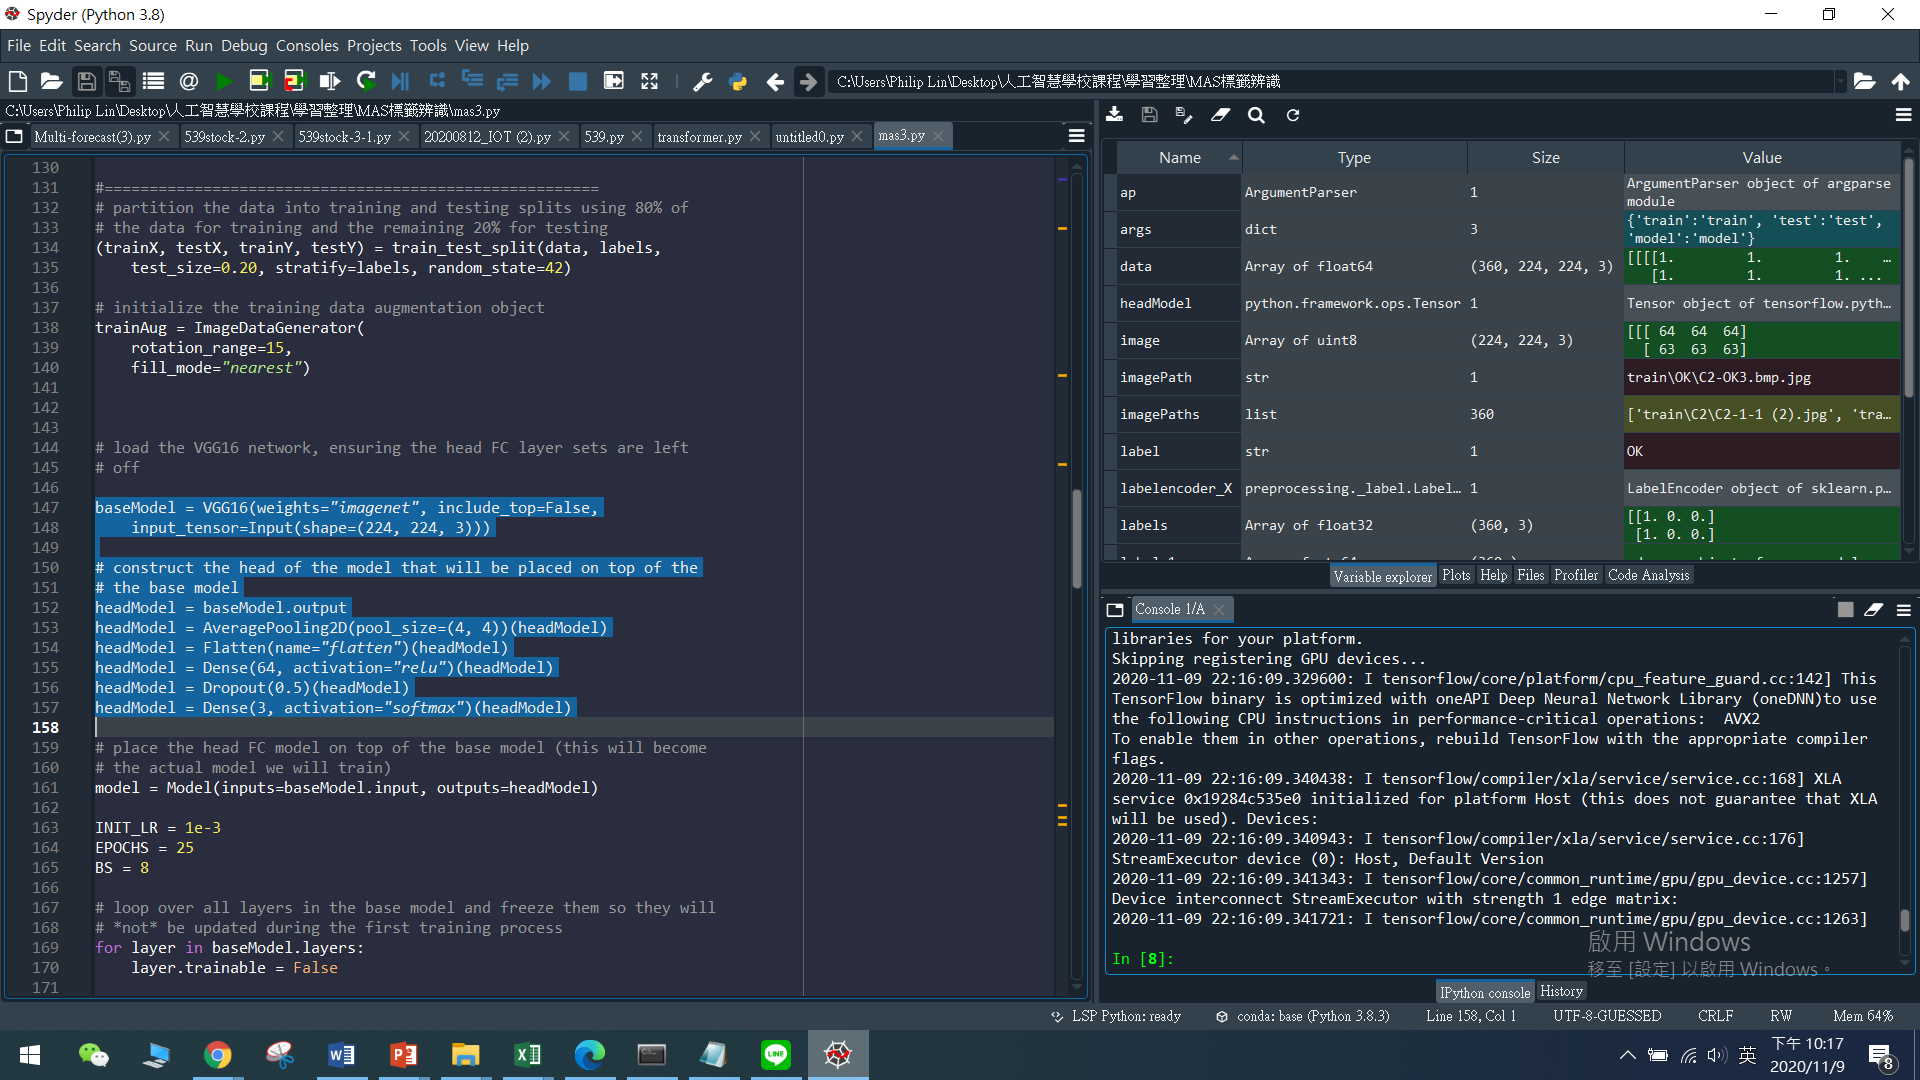 Spyder (Python 3.8)
File Edit Search Source Run Debug Consoles Projects Tools View Help
C:\Users\Philip Lin\Desktop\人工智慧學校課程\學習整理\MAS標籤辨識
C:\Users\Philip Lin\Desktop\人工智慧學校課程\學習整理\MAS標籤辨識\mas3.py
Multi-forecast(3).py 539stock-2.py 539stock-3-1.py 20200812_IOT (2).py 539.py transformer.py untitled0.py mas3.py
130
131 #=======================================================
132 # partition the data into training and testing splits using 80% of
133 # the data for training and the remaining 20% for testing
134 (trainX, testX, trainY, testY) = train_test_split(data, labels,
135 test_size=0.20, stratify=labels, random_state=42)
136
137 # initialize the training data augmentation object
138 trainAug = ImageDataGenerator(
139 rotation_range=15,
140 fill_mode="nearest")
141
142
143
144 # load the VGG16 network, ensuring the head FC layer sets are left
145 # off
146
147 baseModel = VGG16(weights="imagenet", include_top=False,
148 input_tensor=Input(shape=(224, 224, 3)))
149
150 # construct the head of the model that will be placed on top of the
151 # the base model
152 headModel = baseModel.output
153 headModel = AveragePooling2D(pool_size=(4, 4))(headModel)
154 headModel = Flatten(name="flatten")(headModel)
155 headModel = Dense(64, activation="relu")(headModel)
156 headModel = Dropout(0.5)(headModel)
157 headModel = Dense(3, activation="softmax")(headModel)
158
159 # place the head FC model on top of the base model (this will become
160 # the actual model we will train)
161 model = Model(inputs=baseModel.input, outputs=headModel)
162
163 INIT_LR = 1e-3
164 EPOCHS = 25
165 BS = 8
166
167 # loop over all layers in the base model and freeze them so they will
168 # *not* be updated during the first training process
169 for layer in baseModel.layers:
170 layer.trainable = False
171
Name Type Size Value
ap ArgumentParser 1 ArgumentParser object of argparse
module
args dict 3 {'train':'train', 'test':'test',
'model':'model'}
data Array of float64 (360, 224, 224, 3) [[[[1. 1. 1. …
[1. 1. 1. ...
headModel python.framework.ops.Tensor 1 Tensor object of tensorflow.pyth…
image Array of uint8 (224, 224, 3) [[[ 64 64 64]
[ 63 63 63]
imagePath str 1 train\OK\C2-OK3.bmp.jpg
imagePaths list 360 ['train\C2\C2-1-1 (2).jpg', 'tra…
label str 1 OK
labelencoder_X preprocessing._label.Label… 1 LabelEncoder object of sklearn.p…
labels Array of float32 (360, 3) [[1. 0. 0.]
[1. 0. 0.]
Variable explorer Plots Help Files Profiler Code Analysis
Console 1/A
libraries for your platform.
Skipping registering GPU devices...
2020-11-09 22:16:09.329600: I tensorflow/core/platform/cpu_feature_guard.cc:142] This
TensorFlow binary is optimized with oneAPI Deep Neural Network Library (oneDNN)to use
the following CPU instructions in performance-critical operations:  AVX2
To enable them in other operations, rebuild TensorFlow with the appropriate compiler
flags.
2020-11-09 22:16:09.340438: I tensorflow/compiler/xla/service/service.cc:168] XLA
service 0x19284c535e0 initialized for platform Host (this does not guarantee that XLA
will be used). Devices:
2020-11-09 22:16:09.340943: I tensorflow/compiler/xla/service/service.cc:176]
StreamExecutor device (0): Host, Default Version
2020-11-09 22:16:09.341343: I tensorflow/core/common_runtime/gpu/gpu_device.cc:1257]
Device interconnect StreamExecutor with strength 1 edge matrix:
2020-11-09 22:16:09.341721: I tensorflow/core/common_runtime/gpu/gpu_device.cc:1263]
啟用 Windows
In [8]:
移至 [設定] 以啟用 Windows。
IPython console History
LSP Python: ready conda: base (Python 3.8.3) Line 158, Col 1 UTF-8-GUESSED CRLF RW Mem 64%
英 下午 10:17
2020/11/9
8